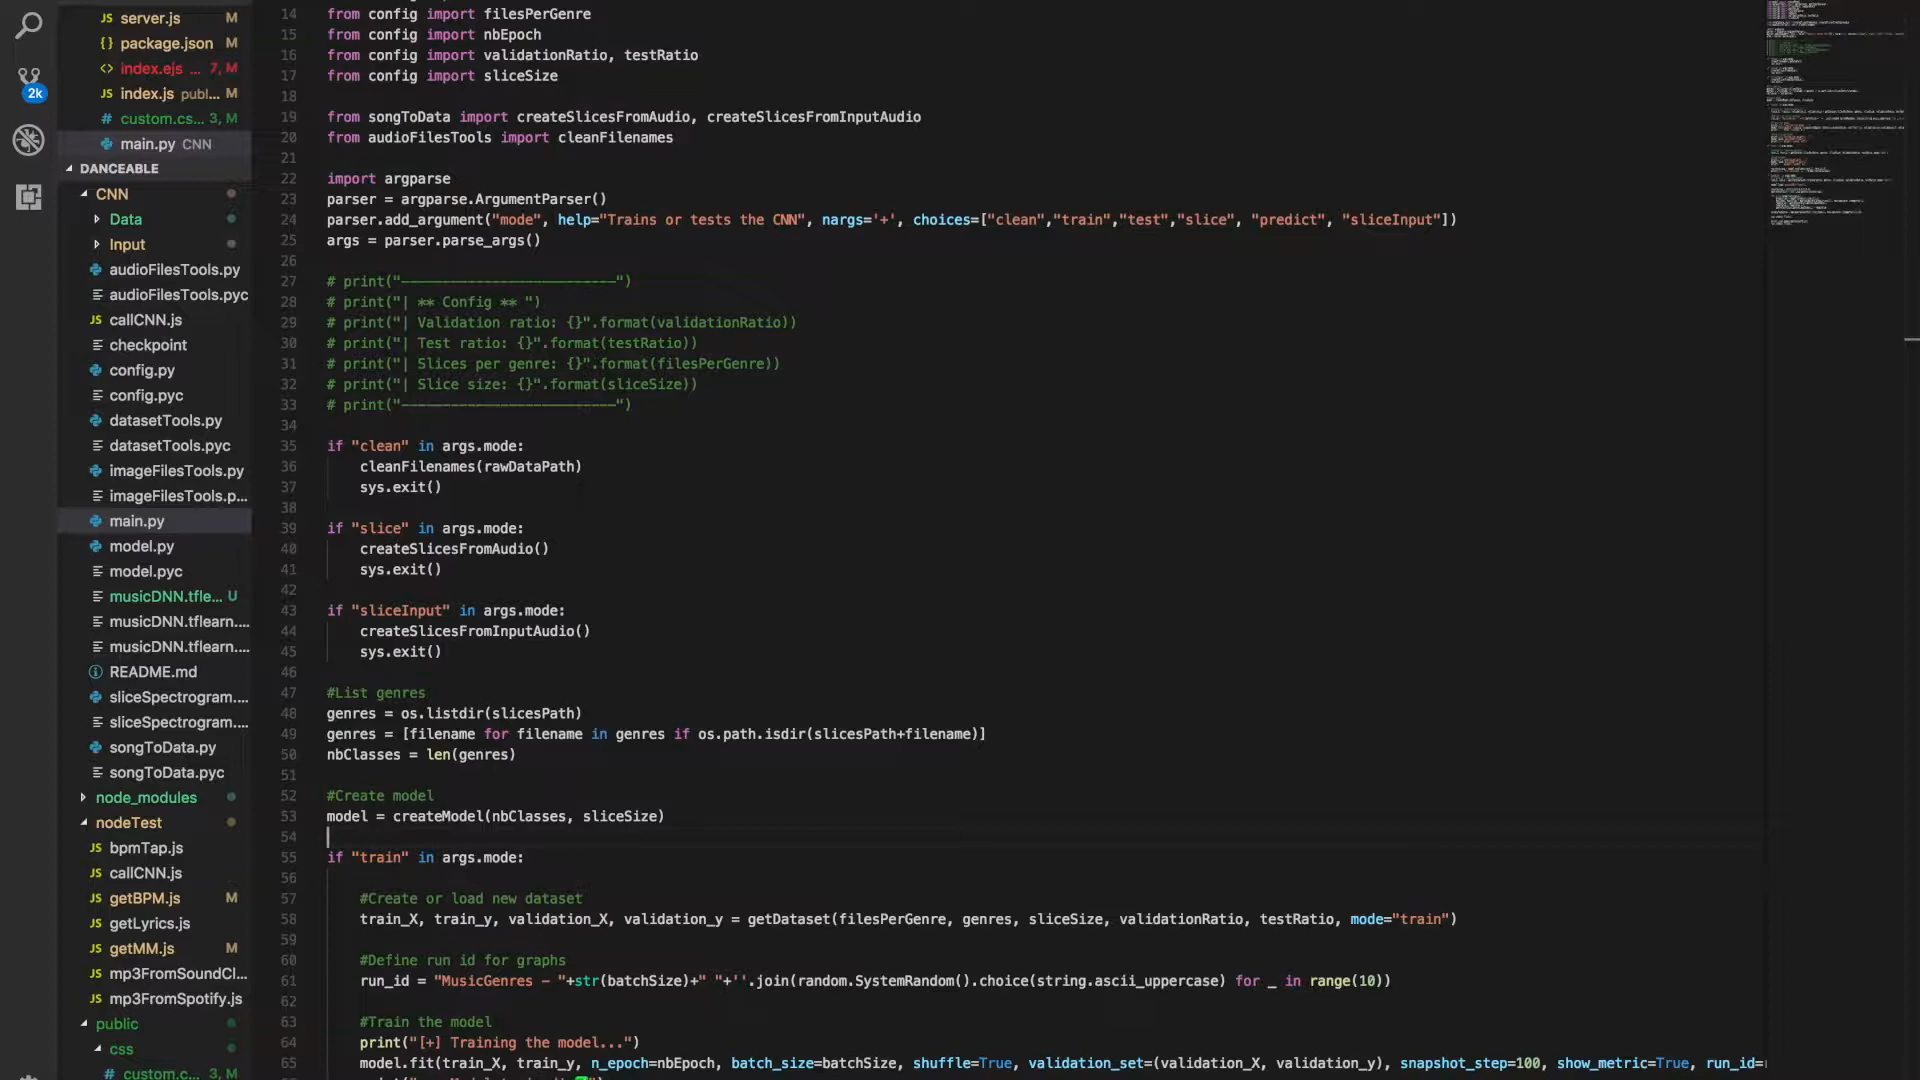 JS server.js M
{} package.json M
<> index.ejs ... 7, M
JS index.js publ... M
# custom.cs... 3, M
main.py CNN
2k
DANCEABLE
CNN
Data
Input
audioFilesTools.py
audioFilesTools.pyc
JS callCNN.js
checkpoint
config.py
config.pyc
datasetTools.py
datasetTools.pyc
imageFilesTools.py
imageFilesTools.p...
main.py
model.py
model.pyc
musicDNN.tfle... U
musicDNN.tflearn....
musicDNN.tflearn....
README.md
sliceSpectrogram....
sliceSpectrogram....
songToData.py
songToData.pyc
node_modules
nodeTest
JS bpmTap.js
JS callCNN.js
JS getBPM.js M
JS getLyrics.js
JS getMM.js M
JS mp3FromSoundCl...
JS mp3FromSpotify.js
public
css
# custom.c... 3, M
14 from config import filesPerGenre
15 from config import nbEpoch
16 from config import validationRatio, testRatio
17 from config import sliceSize
18
19 from songToData import createSlicesFromAudio, createSlicesFromInputAudio
20 from audioFilesTools import cleanFilenames
21
22 import argparse
23 parser = argparse.ArgumentParser()
24 parser.add_argument("mode", help="Trains or tests the CNN", nargs='+', choices=["clean","train","test","slice", "predict", "sliceInput"])
25 args = parser.parse_args()
26
27 # print("--------------------------")
28 # print("| ** Config ** ")
29 # print("| Validation ratio: {}".format(validationRatio))
30 # print("| Test ratio: {}".format(testRatio))
31 # print("| Slices per genre: {}".format(filesPerGenre))
32 # print("| Slice size: {}".format(sliceSize))
33 # print("--------------------------")
34
35 if "clean" in args.mode:
36 cleanFilenames(rawDataPath)
37 sys.exit()
38
39 if "slice" in args.mode:
40 createSlicesFromAudio()
41 sys.exit()
42
43 if "sliceInput" in args.mode:
44 createSlicesFromInputAudio()
45 sys.exit()
46
47 #List genres
48 genres = os.listdir(slicesPath)
49 genres = [filename for filename in genres if os.path.isdir(slicesPath+filename)]
50 nbClasses = len(genres)
51
52 #Create model
53 model = createModel(nbClasses, sliceSize)
54
55 if "train" in args.mode:
56
57 #Create or load new dataset
58 train_X, train_y, validation_X, validation_y = getDataset(filesPerGenre, genres, sliceSize, validationRatio, testRatio, mode="train")
59
60 #Define run id for graphs
61 run_id = "MusicGenres - "+str(batchSize)+" "+''.join(random.SystemRandom().choice(string.ascii_uppercase) for _ in range(10))
62
63 #Train the model
64 print("[+] Training the model...")
65 model.fit(train_X, train_y, n_epoch=nbEpoch, batch_size=batchSize, shuffle=True, validation_set=(validation_X, validation_y), snapshot_step=100, show_metric=True, run_id=